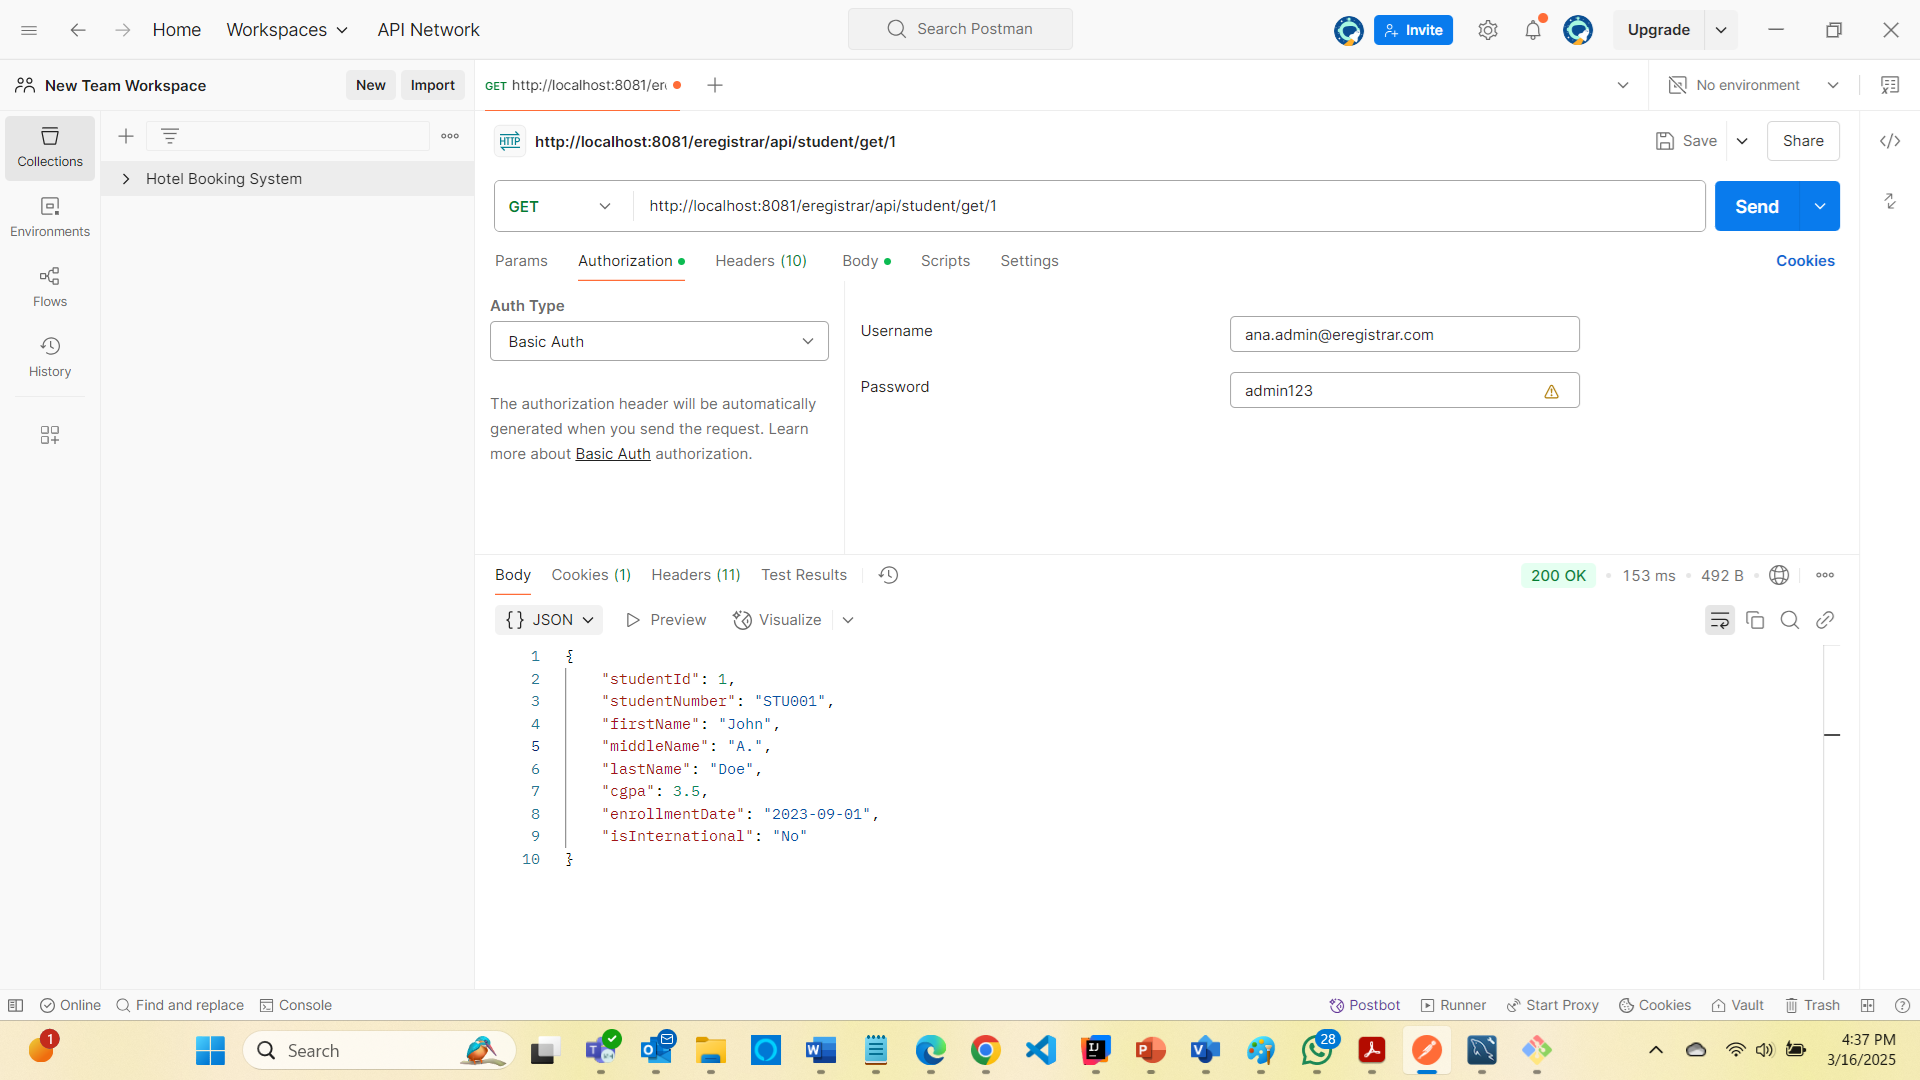 Home Workspaces API Network Search Postman Invite Upgrade
New Team Workspace New Import GET http://localhost:8081/er No environment
Collections
Environments
Flows
History
Hotel Booking System
HTTP http://localhost:8081/eregistrar/api/student/get/1 Save Share
GET http://localhost:8081/eregistrar/api/student/get/1 Send
Params Authorization Headers (10) Body Scripts Settings Cookies
Auth Type
Basic Auth
The authorization header will be automatically
generated when you send the request. Learn
more about Basic Auth authorization.
Username ana.admin@eregistrar.com
Password admin123
Body Cookies (1) Headers (11) Test Results 200 OK 153 ms 492 B
{} JSON Preview Visualize
1 {
2 "studentId": 1,
3 "studentNumber": "STU001",
4 "firstName": "John",
5 "middleName": "A.",
6 "lastName": "Doe",
7 "cgpa": 3.5,
8 "enrollmentDate": "2023-09-01",
9 "isInternational": "No"
10 }
Online Find and replace Console Postbot Runner Start Proxy Cookies Vault Trash
1 Search 28 4:37 PM
3/16/2025